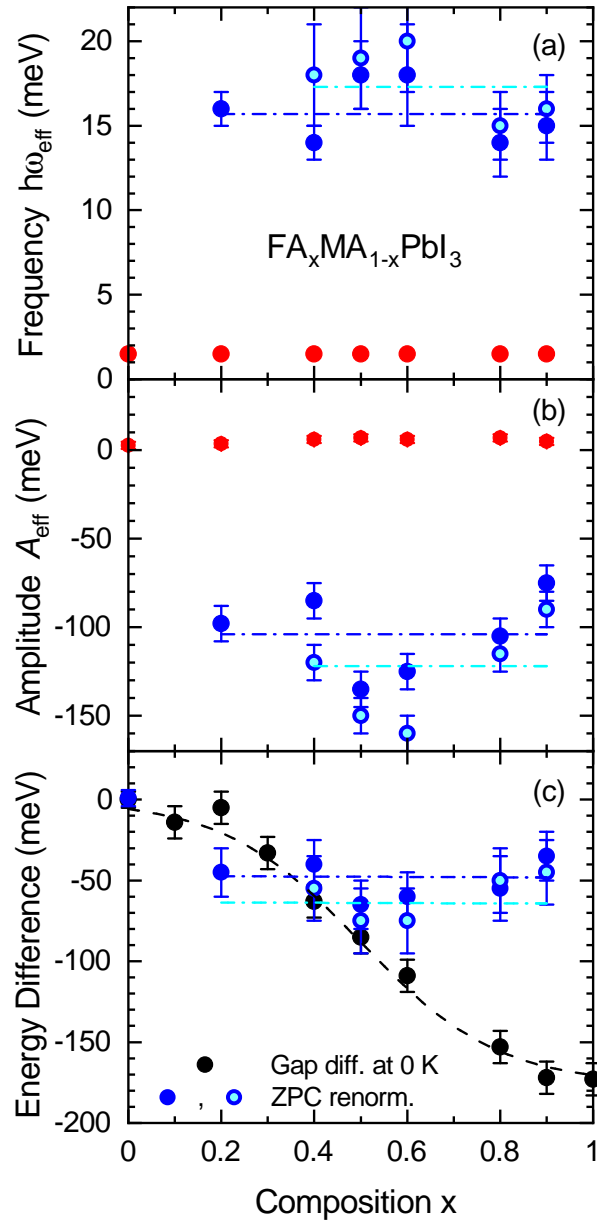 20
15
10
5
0
Frequency ħω_eff (meV)
(a)
FA_xMA_1-xPbI_3
0
-50
-100
-150
Amplitude A_eff (meV)
(b)
0
-50
-100
-150
-200
Energy Difference (meV)
(c)
Gap diff. at 0 K
, ZPC renorm.
0 0.2 0.4 0.6 0.8 1
Composition x